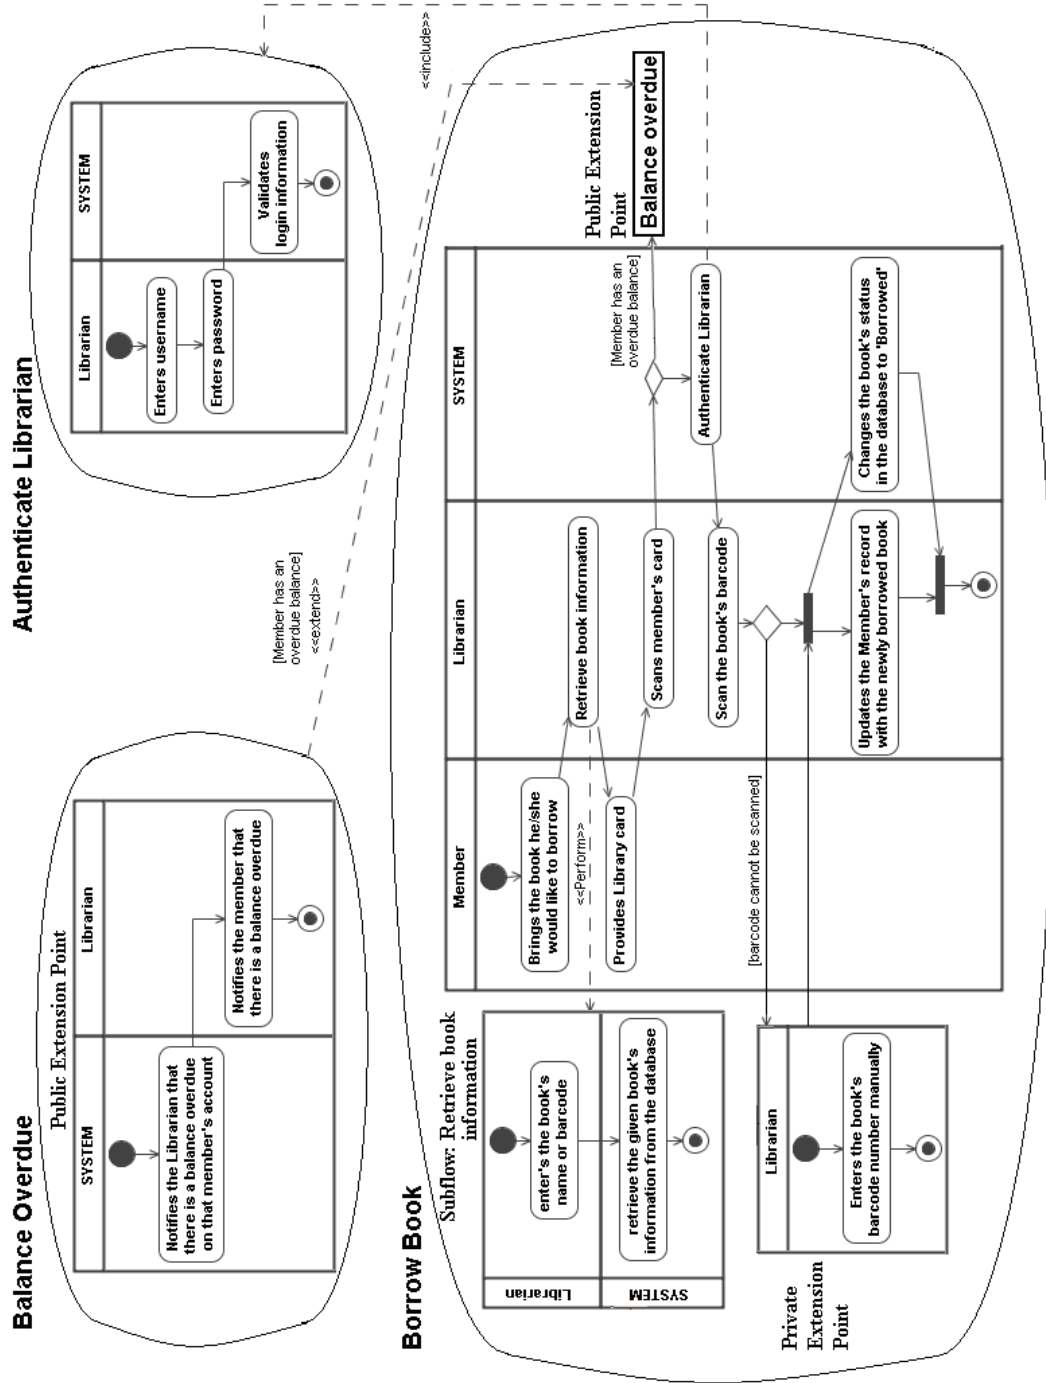 Balance Overdue
Public Extension Point
SYSTEM
Librarian
Notifies the Librarian that
there is a balance overdue
on that member's account
Notifies the member that
there is a balance overdue
[Member has an
overdue balance]
<<extend>>
Authenticate Librarian
Librarian
SYSTEM
Enters username
Enters password
Validates
login information
<<include>>
Borrow Book
Subflow: Retrieve book
information
Librarian
SYSTEM
enter's the book's
name or barcode
retrieve the given book's
information from the database
Private
Extension
Point
Librarian
Enters the book's
barcode number manually
Member
Librarian
SYSTEM
Brings the book he/she
would like to borrow
<<Perform>>
Retrieve book information
Provides Library card
Scans member's card
[Member has an
overdue balance]
Public Extension
Point
Balance overdue
Authenticate Librarian
Scan the book's barcode
[barcode cannot be scanned]
Updates the Member's record
with the newly borrowed book
Changes the book's status
in the database to 'Borrowed'